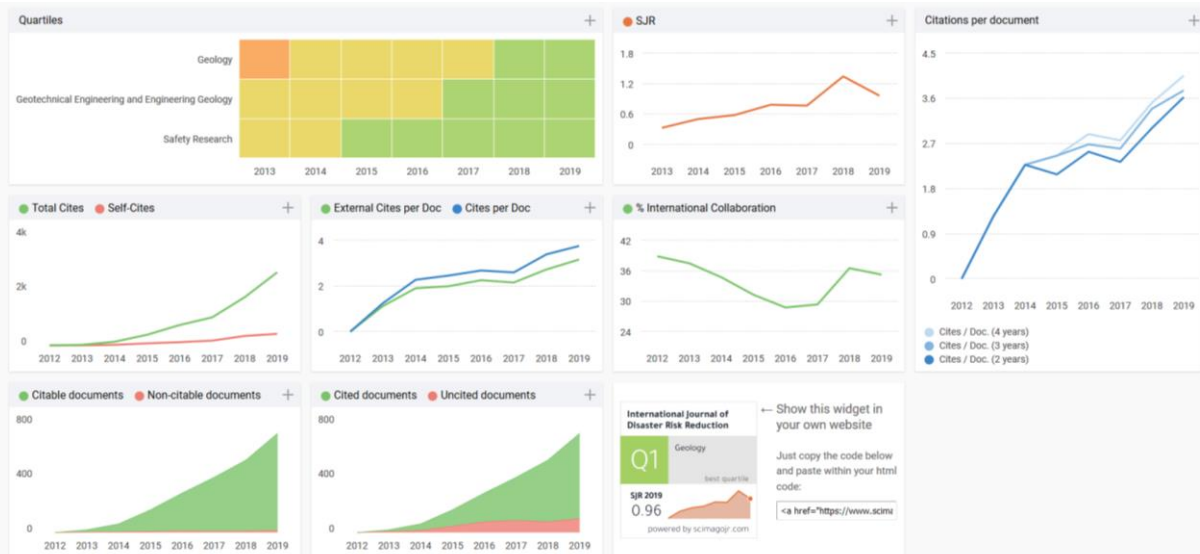 Quartiles
Geology
Geotechnical Engineering and Engineering Geology
Safety Research
2013 2014 2015 2016 2017 2018 2019
SJR
1.8
1.2
0.6
0
2013 2014 2015 2016 2017 2018 2019
Citations per document
4.5
3.6
2.7
1.8
0.9
0
2012 2013 2014 2015 2016 2017 2018 2019
Cites / Doc. (4 years)
Cites / Doc. (3 years)
Cites / Doc. (2 years)
Total Cites Self-Cites
4k
2k
0
2012 2013 2014 2015 2016 2017 2018 2019
External Cites per Doc Cites per Doc
4
2
0
2012 2013 2014 2015 2016 2017 2018 2019
% International Collaboration
42
36
30
24
2012 2013 2014 2015 2016 2017 2018 2019
Citable documents Non-citable documents
800
400
0
2012 2013 2014 2015 2016 2017 2018 2019
Cited documents Uncited documents
800
400
0
2012 2013 2014 2015 2016 2017 2018 2019
International Journal of
Disaster Risk Reduction
Q1
Geology
best quartile
SJR 2019
0.96
powered by scimagojr.com
← Show this widget in
your own website
Just copy the code below
and paste within your html
code:
<a href="https://www.scima